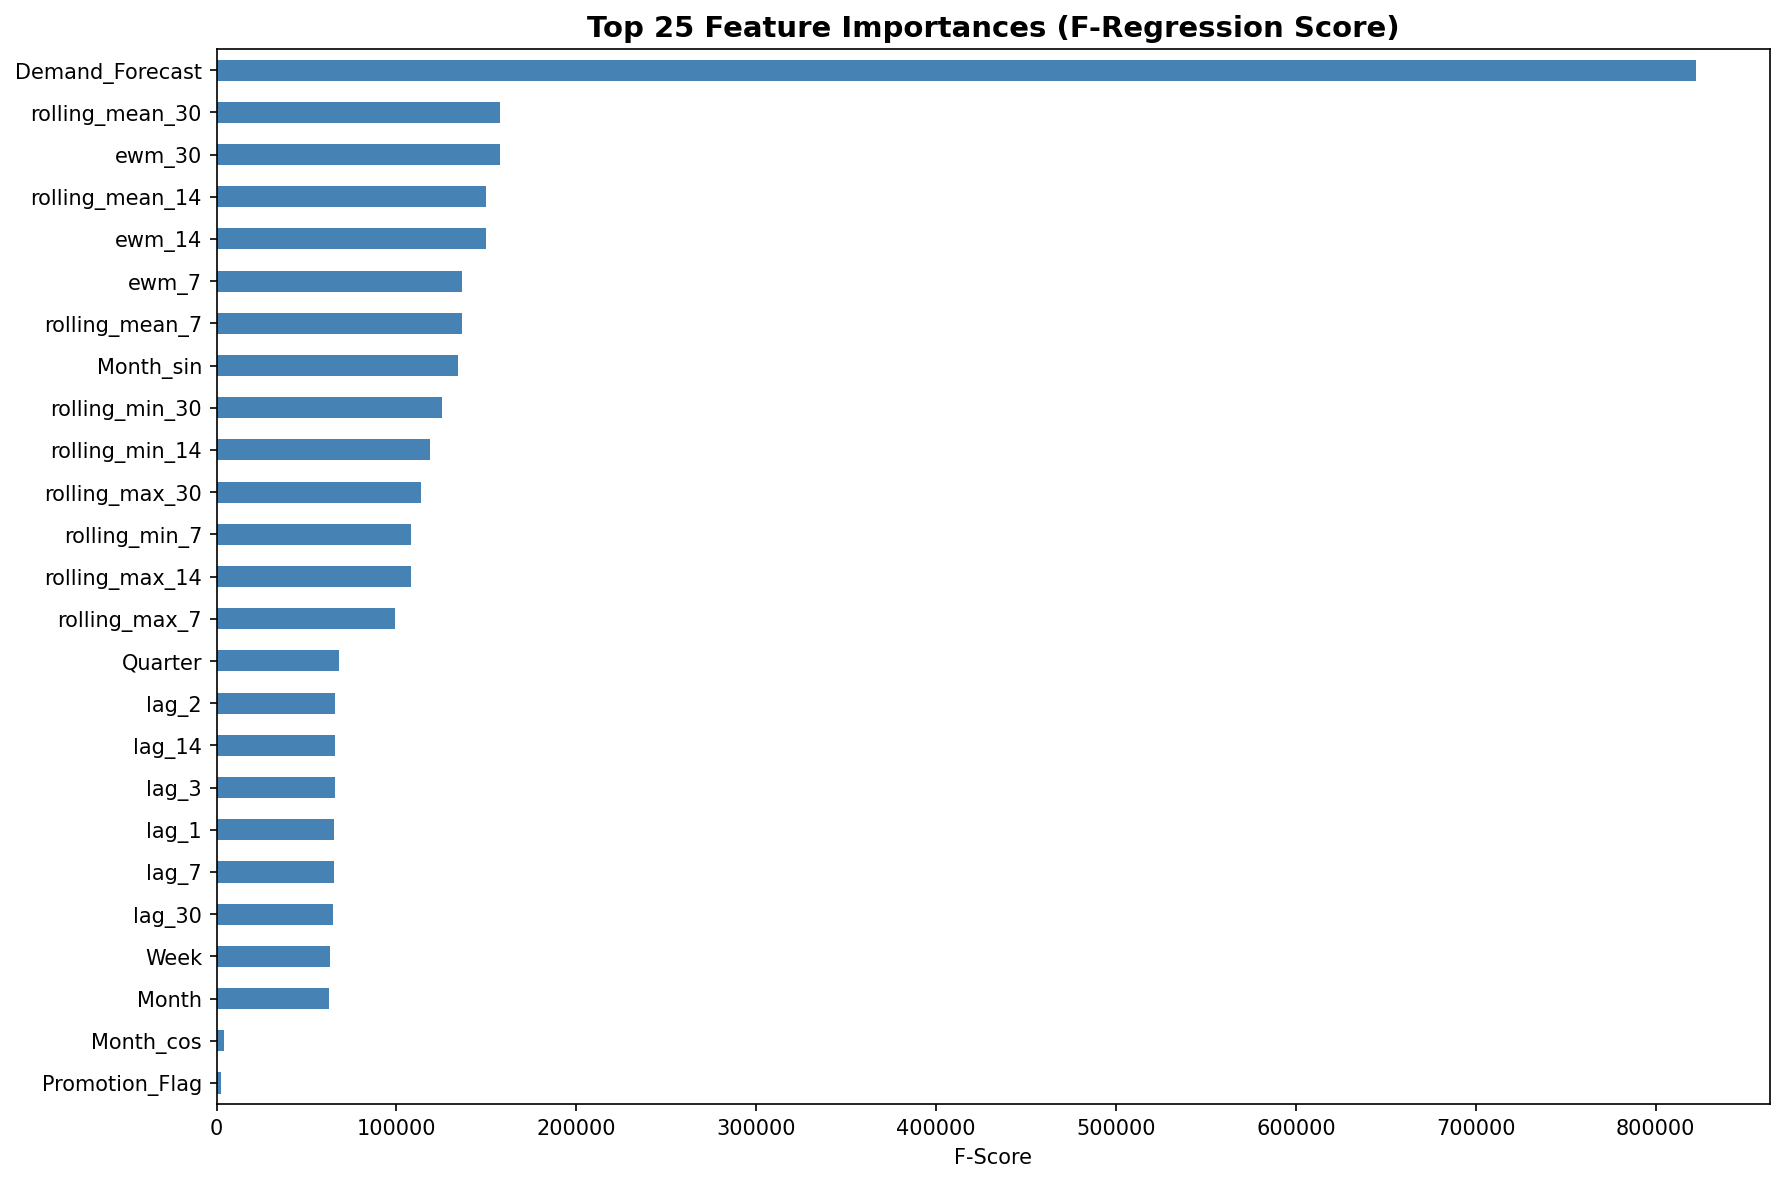 Top 25 Feature Importances (F-Regression Score)
Demand_Forecast
rolling_mean_30
ewm_30
rolling_mean_14
ewm_14
ewm_7
rolling_mean_7
Month_sin
rolling_min_30
rolling_min_14
rolling_max_30
rolling_min_7
rolling_max_14
rolling_max_7
Quarter
lag_2
lag_14
lag_3
lag_1
lag_7
lag_30
Week
Month
Month_cos
Promotion_Flag
0 100000 200000 300000 400000 500000 600000 700000 800000
F-Score